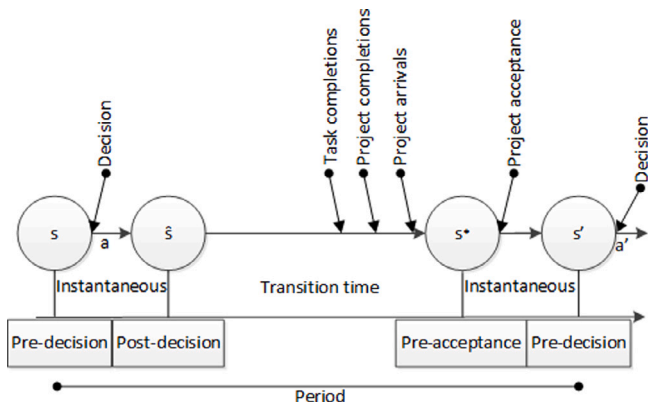 Decision
Task completions
Project completions
Project arrivals
Project acceptance
Decision
s
a
ŝ
s*
s'
a'
Instantaneous
Transition time
Instantaneous
Pre-decision
Post-decision
Pre-acceptance
Pre-decision
Period